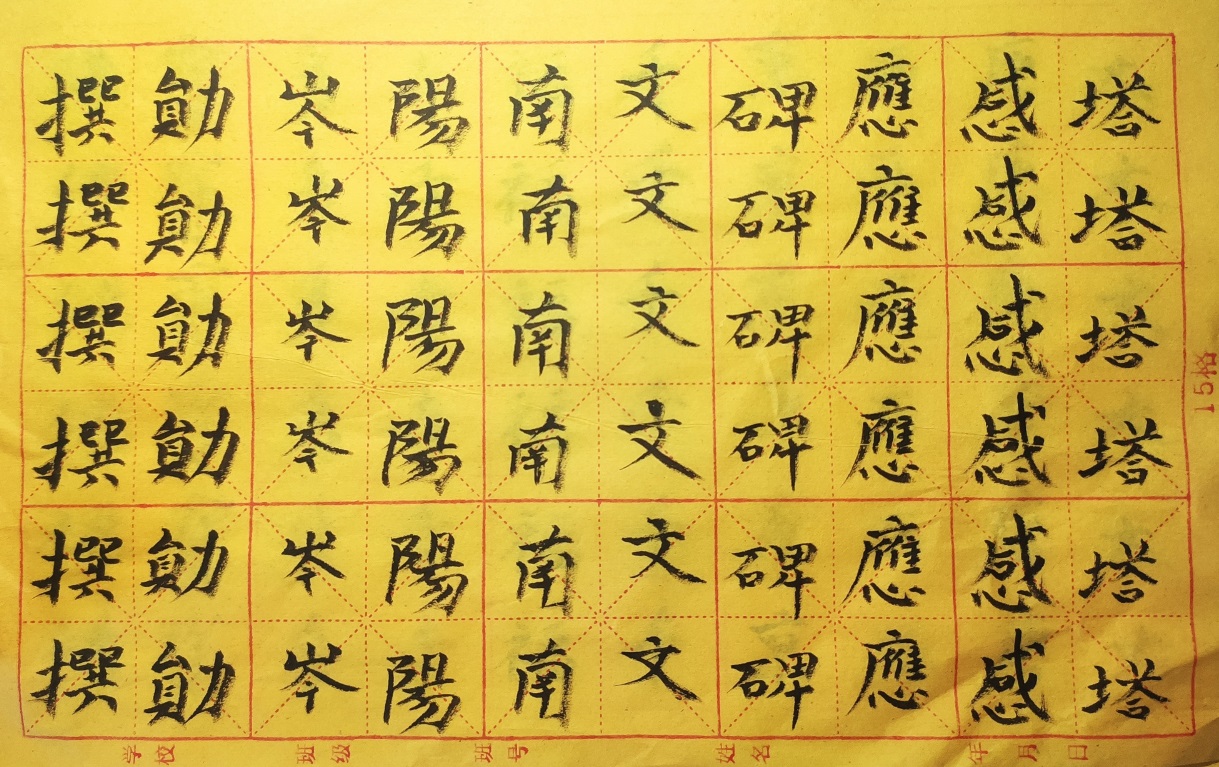 塔塔塔塔塔塔
感感感感感感
應應應應應應
碑碑碑碑碑碑
文文文文文文
南南南南南南
陽陽陽陽陽陽
岑岑岑岑岑岑
勛勛勛勛勛勛
撰撰撰撰撰撰
15格
学校 班级 班号 姓名 年 月 日